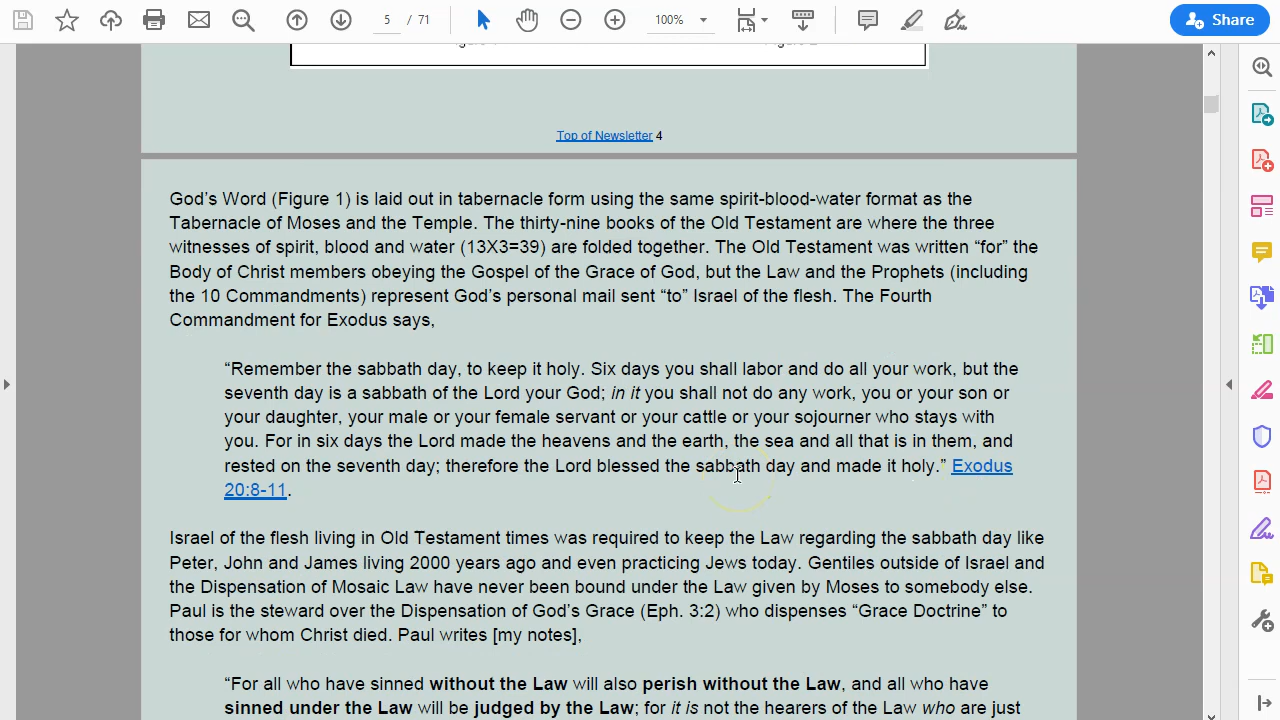 5 / 71
100%
Share
Top of Newsletter 4
God's Word (Figure 1) is laid out in tabernacle form using the same spirit-blood-water format as the
Tabernacle of Moses and the Temple. The thirty-nine books of the Old Testament are where the three
witnesses of spirit, blood and water (13X3=39) are folded together. The Old Testament was written “for” the
Body of Christ members obeying the Gospel of the Grace of God, but the Law and the Prophets (including
the 10 Commandments) represent God's personal mail sent “to” Israel of the flesh. The Fourth
Commandment for Exodus says,
“Remember the sabbath day, to keep it holy. Six days you shall labor and do all your work, but the
seventh day is a sabbath of the Lord your God; in it you shall not do any work, you or your son or
your daughter, your male or your female servant or your cattle or your sojourner who stays with
you. For in six days the Lord made the heavens and the earth, the sea and all that is in them, and
rested on the seventh day; therefore the Lord blessed the sabbath day and made it holy.” Exodus
20:8-11.
Israel of the flesh living in Old Testament times was required to keep the Law regarding the sabbath day like
Peter, John and James living 2000 years ago and even practicing Jews today. Gentiles outside of Israel and
the Dispensation of Mosaic Law have never been bound under the Law given by Moses to somebody else.
Paul is the steward over the Dispensation of God's Grace (Eph. 3:2) who dispenses “Grace Doctrine” to
those for whom Christ died. Paul writes [my notes],
“For all who have sinned without the Law will also perish without the Law, and all who have
sinned under the Law will be judged by the Law; for it is not the hearers of the Law who are just